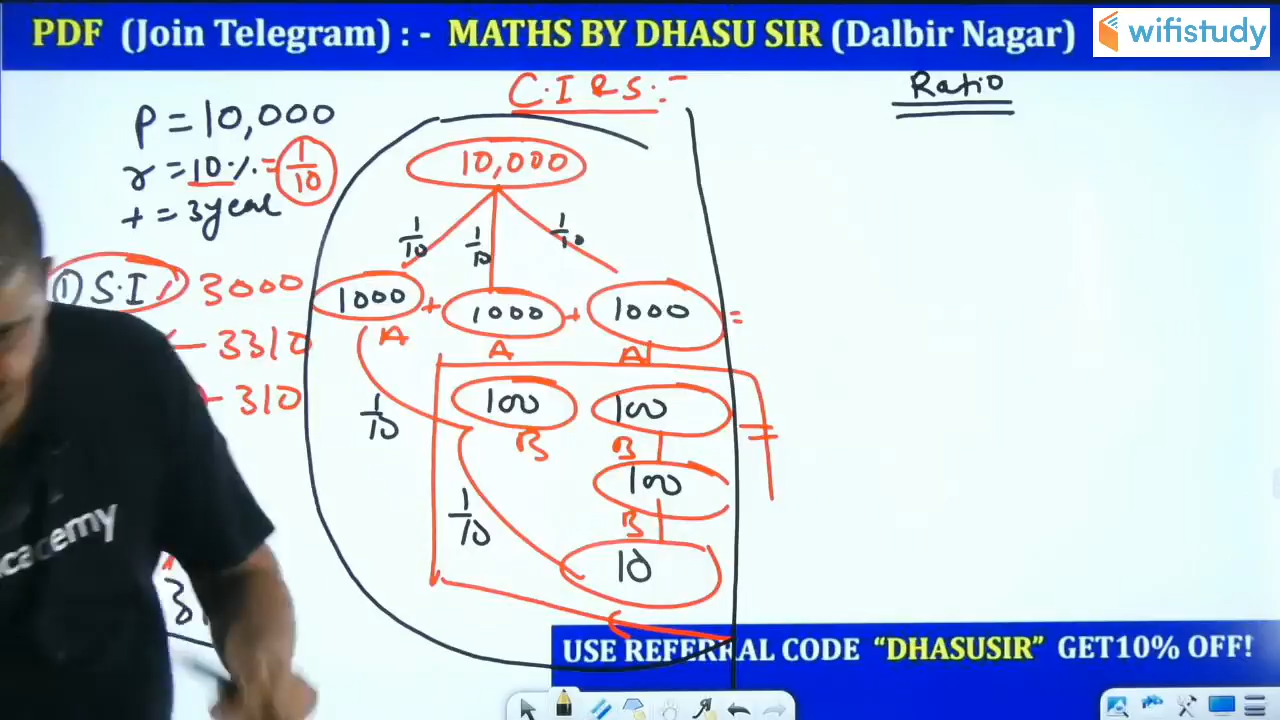 PDF (Join Telegram) : - MATHS BY DHASU SIR (Dalbir Nagar)
wifistudy
C.I R.S. :-
Ratio
P = 10,000
r = 10% = 1/10
t = 3 year
10,000
1/10 1/10 1/10
1) S.I 3000
1000 + 1000 + 1000 =
A A A
3310
310
1/10
100 100
B B
100
B
1/10
10
cademy
USE REFERRAL CODE “DHASUSIR” GET10% OFF!